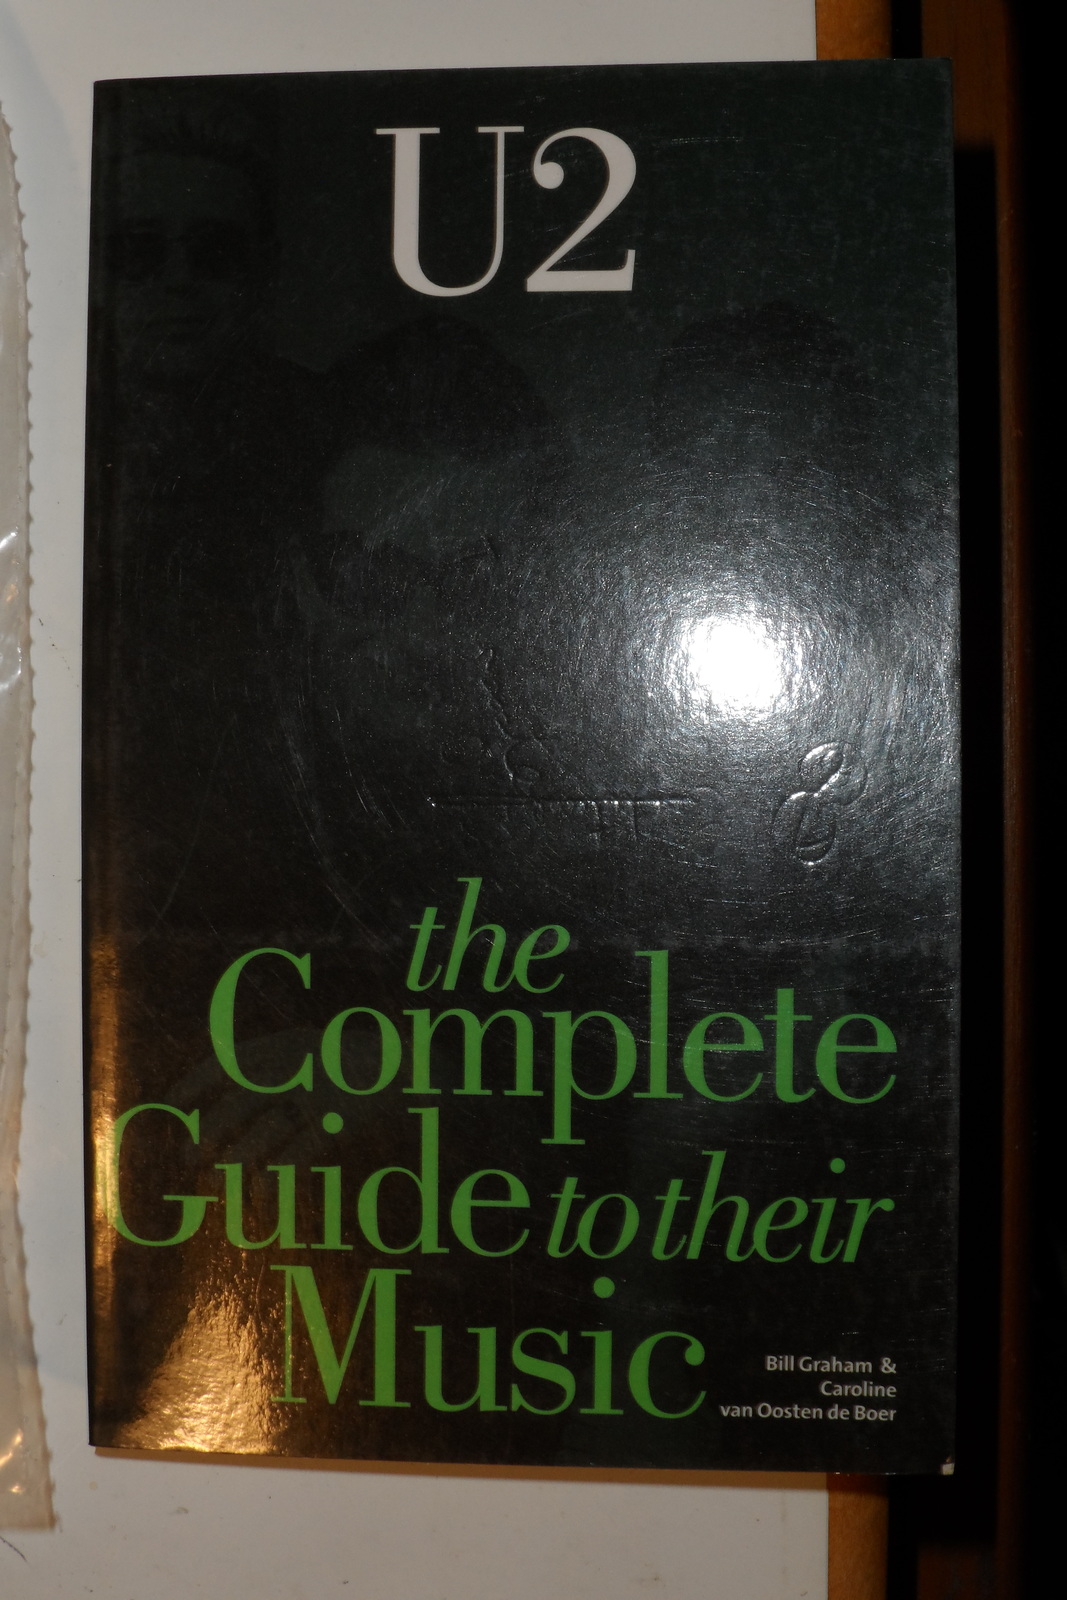 U2
the
Complete
Guide to their
Music
Bill Graham &
Caroline
van Oosten de Boer